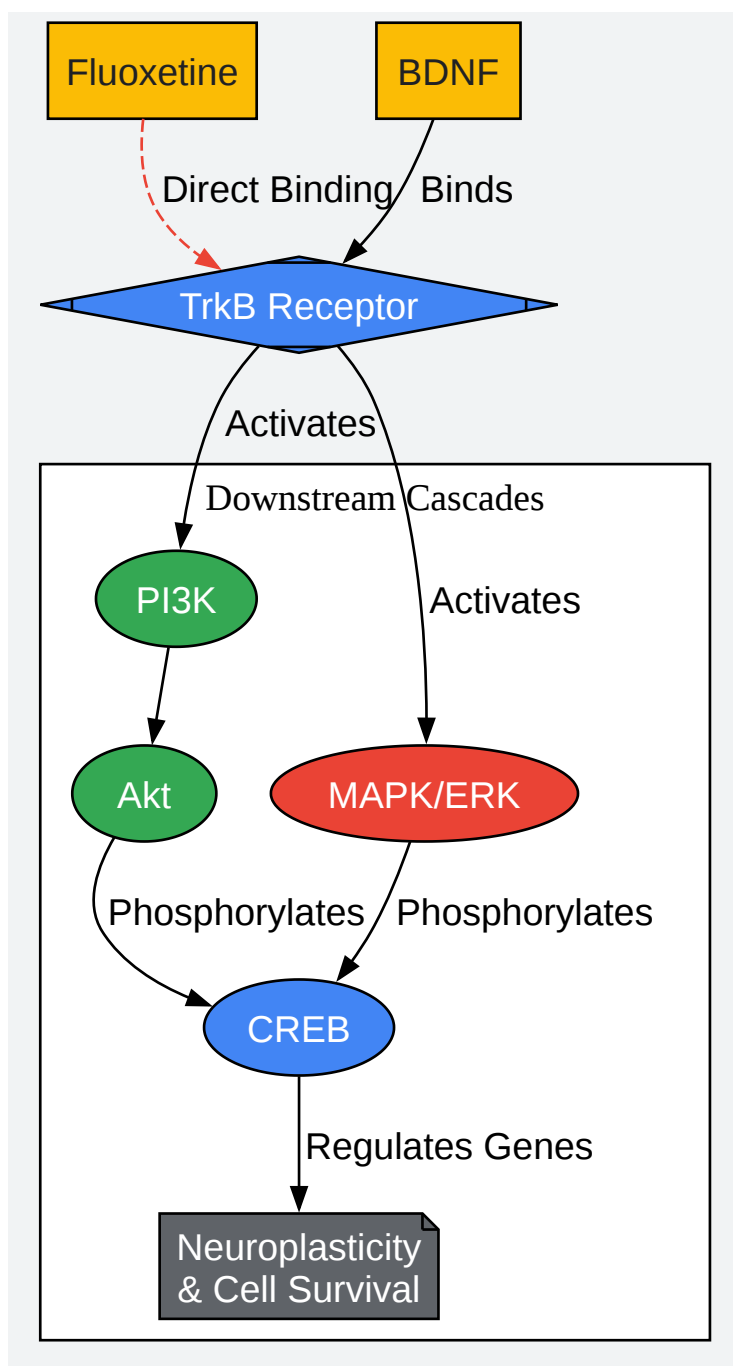 Fluoxetine
BDNF
Direct Binding
Binds
TrkB Receptor
Activates
Downstream Cascades
PI3K
Activates
Akt
MAPK/ERK
Phosphorylates
Phosphorylates
CREB
Regulates Genes
Neuroplasticity
& Cell Survival